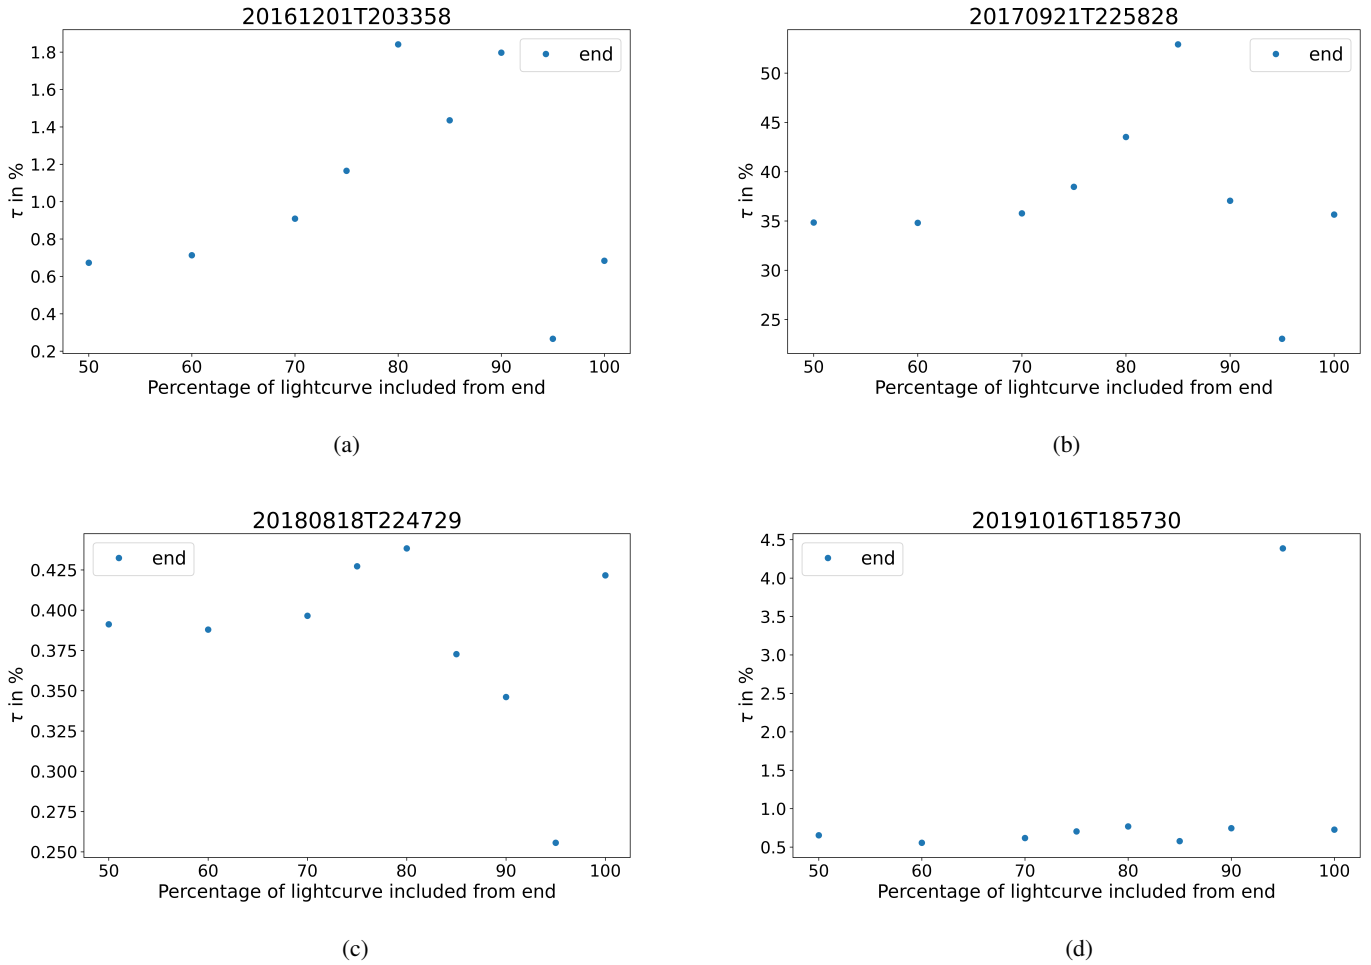 20161201T203358
1.8
1.6
1.4
1.2
1.0
0.8
0.6
0.4
0.2
τ in %
end
50 60 70 80 90 100
Percentage of lightcurve included from end
(a)
20170921T225828
50
45
40
35
30
25
τ in %
end
50 60 70 80 90 100
Percentage of lightcurve included from end
(b)
20180818T224729
0.425
0.400
0.375
0.350
0.325
0.300
0.275
0.250
τ in %
end
50 60 70 80 90 100
Percentage of lightcurve included from end
(c)
20191016T185730
4.5
4.0
3.5
3.0
2.5
2.0
1.5
1.0
0.5
τ in %
end
50 60 70 80 90 100
Percentage of lightcurve included from end
(d)